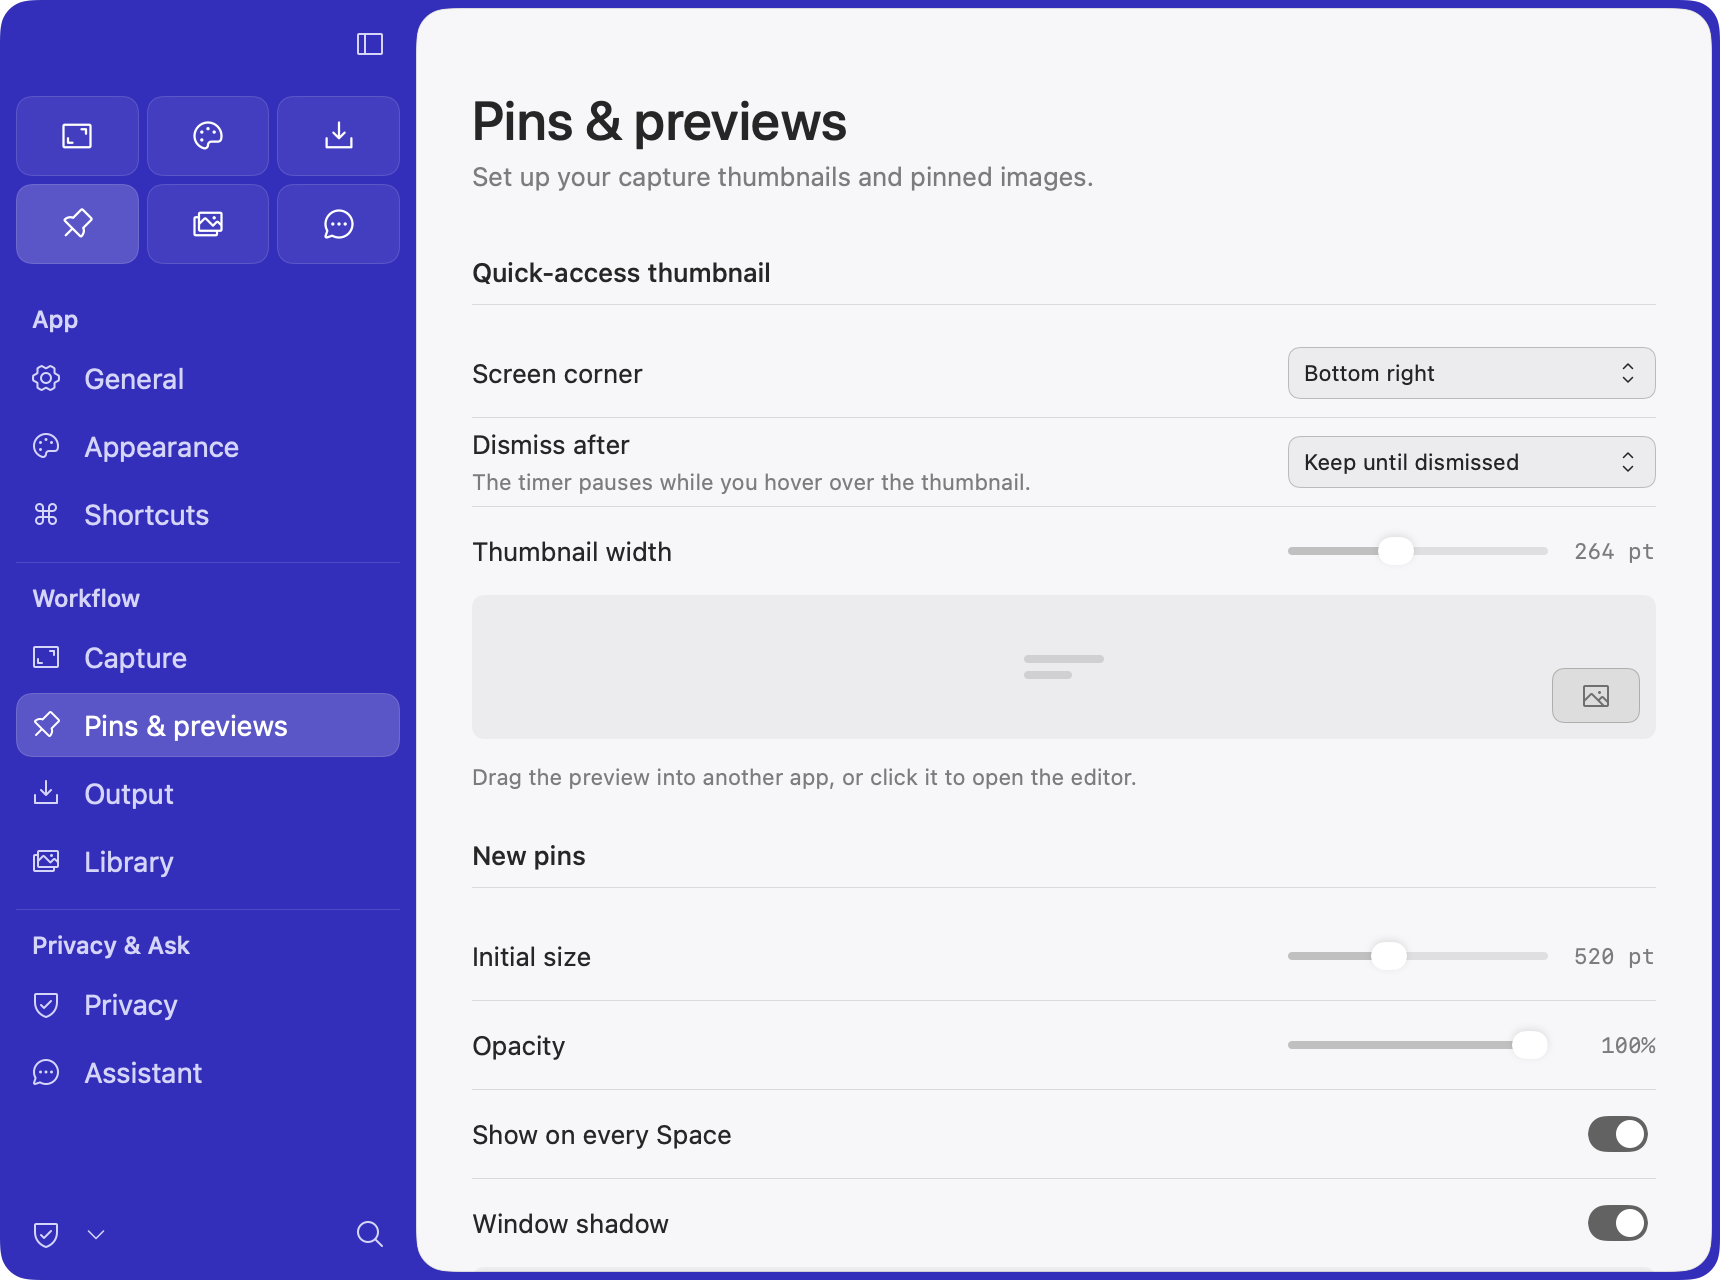 App
General
Appearance
Shortcuts
Workflow
Capture
Pins & previews
Output
Library
Privacy & Ask
Privacy
Assistant
Pins & previews
Set up your capture thumbnails and pinned images.
Quick-access thumbnail
Screen corner
Bottom right
Dismiss after
The timer pauses while you hover over the thumbnail.
Keep until dismissed
Thumbnail width
264 pt
Drag the preview into another app, or click it to open the editor.
New pins
Initial size
520 pt
Opacity
100%
Show on every Space
Window shadow